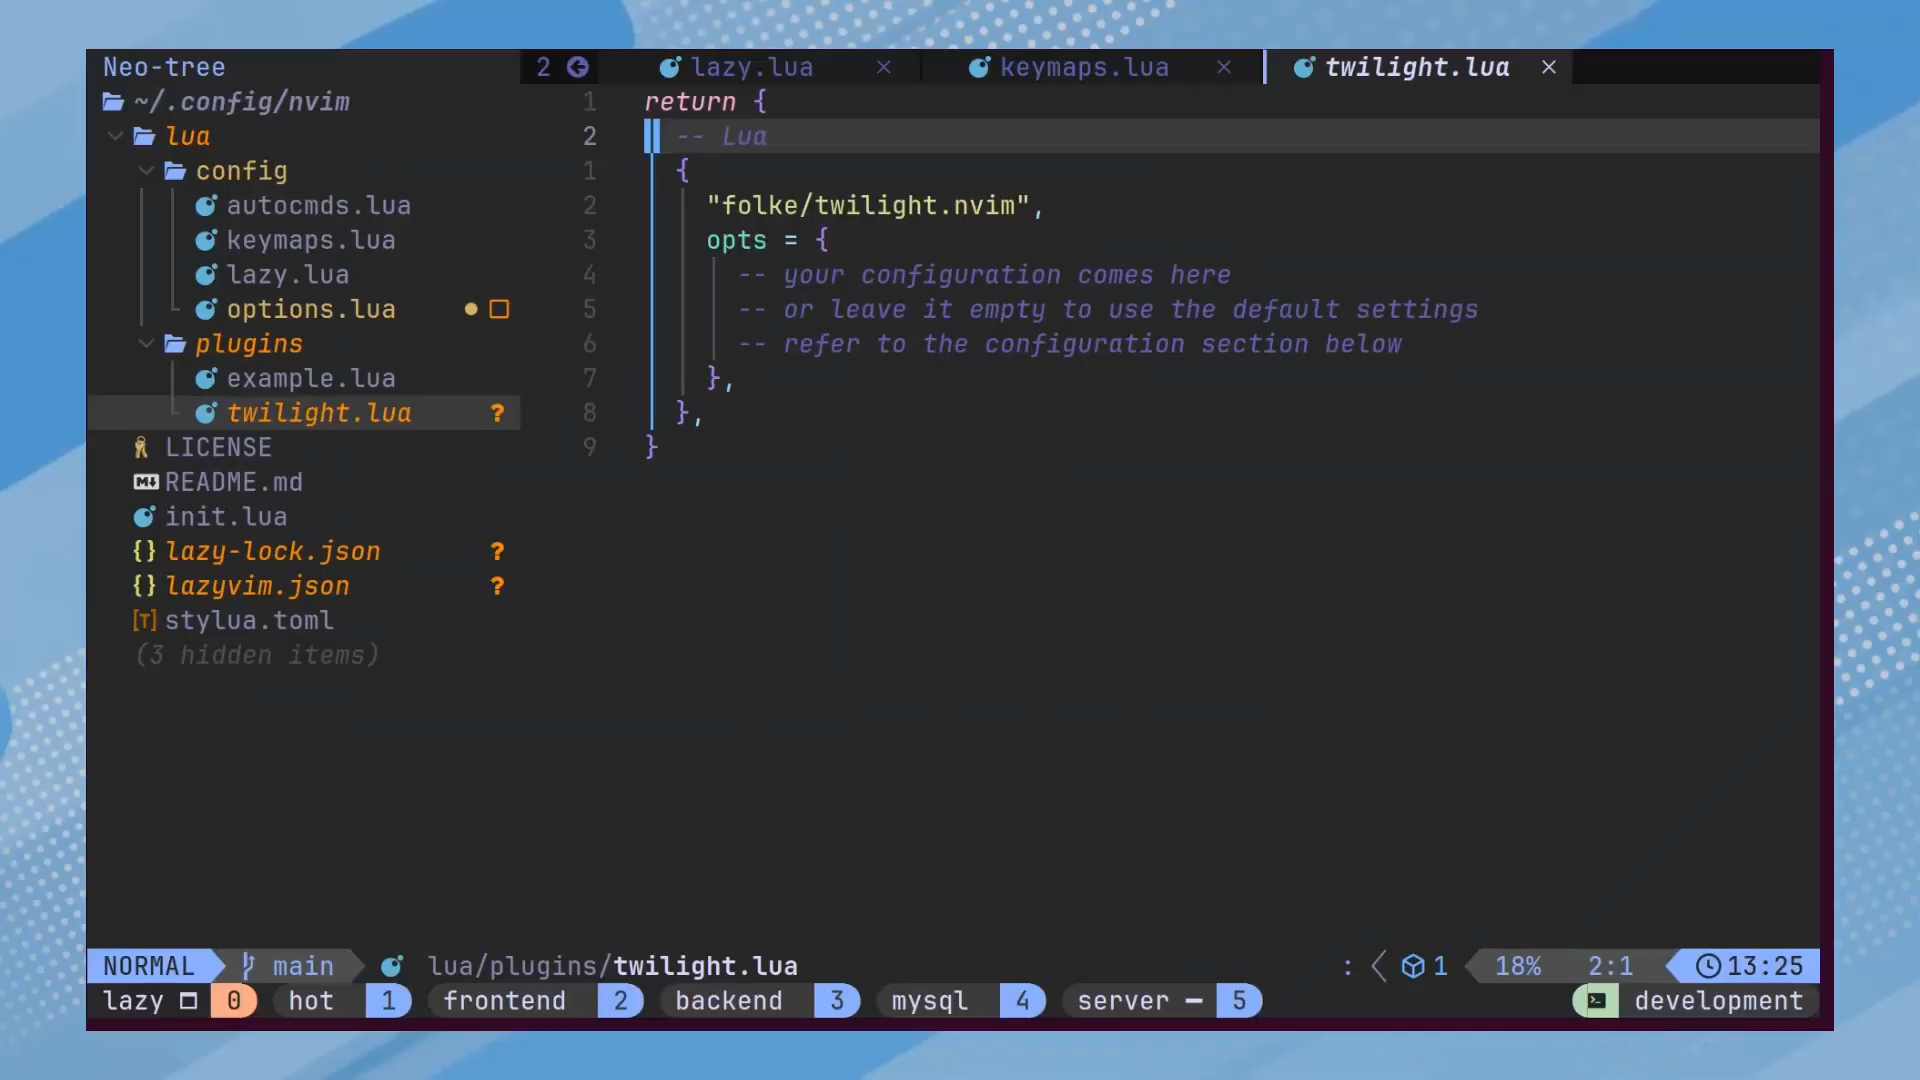 Neo-tree 2 lazy.lua × keymaps.lua × twilight.lua ×
~/.config/nvim
lua
config
autocmds.lua
keymaps.lua
lazy.lua
options.lua
plugins
example.lua
twilight.lua ?
LICENSE
README.md
init.lua
{} lazy-lock.json ?
{} lazyvim.json ?
[T] stylua.toml
(3 hidden items)
1 return {
2 -- Lua
1 {
2 "folke/twilight.nvim",
3 opts = {
4 -- your configuration comes here
5 -- or leave it empty to use the default settings
6 -- refer to the configuration section below
7 },
8 },
9 }
NORMAL main lua/plugins/twilight.lua : 1 18% 2:1 13:25
lazy 0 hot 1 frontend 2 backend 3 mysql 4 server - 5 development